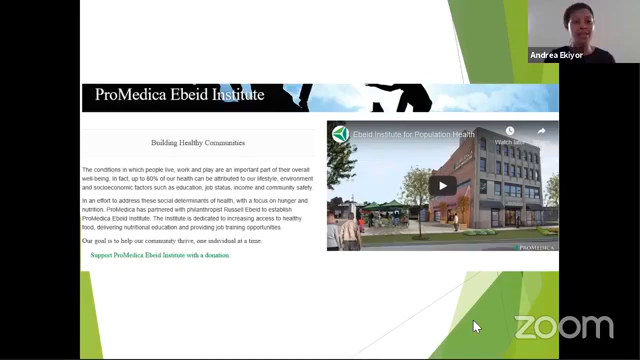 Andrea Ekiyor
ProMedica Ebeid Institute
Building Healthy Communities
The conditions in which people live, work and play are an important part of their overall
well-being. In fact, up to 80% of our health can be attributed to our lifestyle, environment
and socioeconomic factors such as education, job status, income and community safety.
In an effort to address these social determinants of health, with a focus on hunger and
nutrition, ProMedica has partnered with philanthropist Russell Ebeid to establish
ProMedica Ebeid Institute. The Institute is dedicated to increasing access to healthy
food, delivering nutritional education and providing job training opportunities
Our goal is to help our community thrive, one individual at a time.
Support ProMedica Ebeid Institute with a donation.
Ebeid Institute for Population Health
Watch later
PROMEDICA
zoom